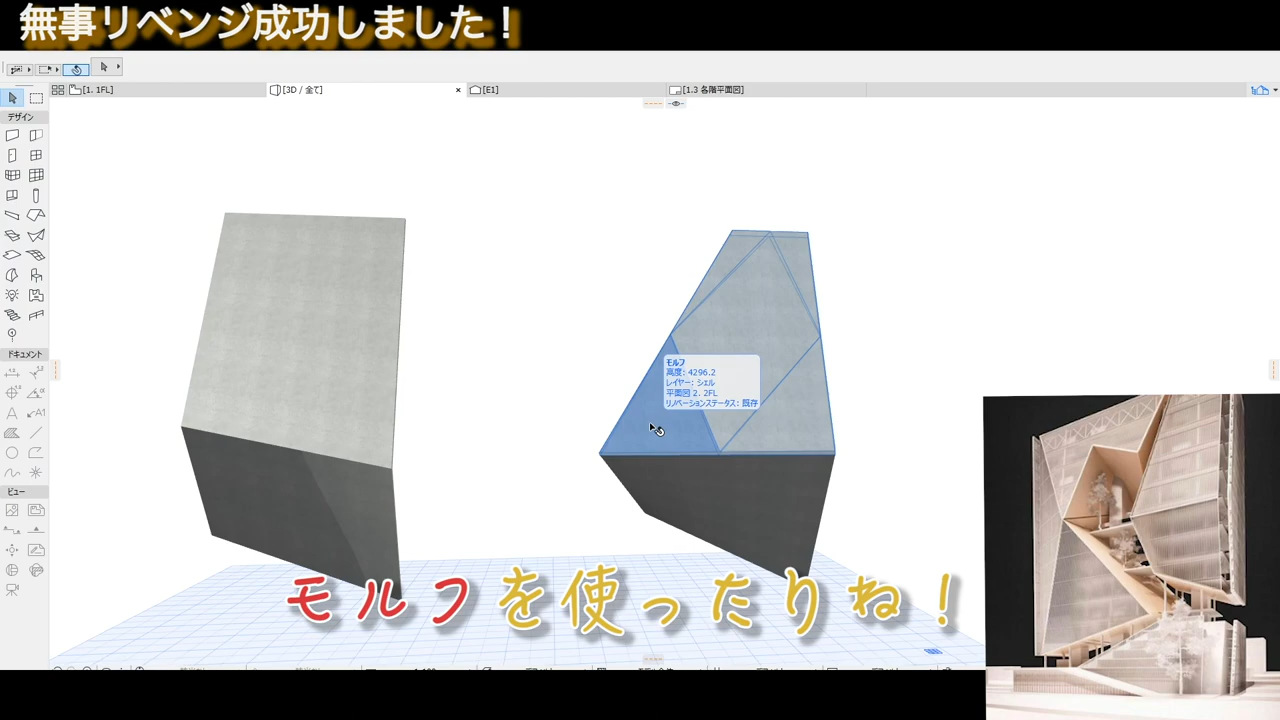 無事リベンジ成功しました！
[1. 1FL]
[3D / 全て]
[E1]
[1.3 各階平面図]
デザイン
モルフ
高度: 4296.2
レイヤー: シェル
平面図 2. 2FL
リノベーションステータス: 既存
ドキュメント
A1
ビュー
モルフを使ったりね！